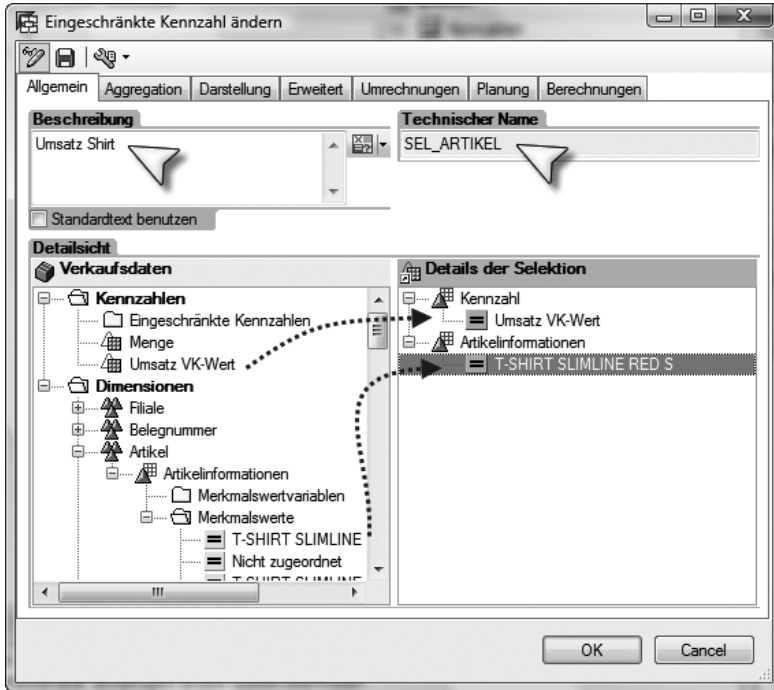 Eingeschränkte Kennzahl ändern
Allgemein Aggregation Darstellung Erweitert Umrechnungen Planung Berechnungen
Beschreibung
Umsatz Shirt
Technischer Name
SEL_ARTIKEL
Standardtext benutzen
Detailsicht
Verkaufsdaten
Kennzahlen
Eingeschränkte Kennzahlen
Menge
Umsatz VK-Wert
Dimensionen
Filiale
Belegnummer
Artikel
Artikelinformationen
Merkmalswertvariablen
Merkmalswerte
T-SHIRT SLIMLINE
Nicht zugeordnet
T-SHIRT SLIMLINE
Details der Selektion
Kennzahl
Umsatz VK-Wert
Artikelinformationen
T-SHIRT SLIMLINE RED S
OK Cancel